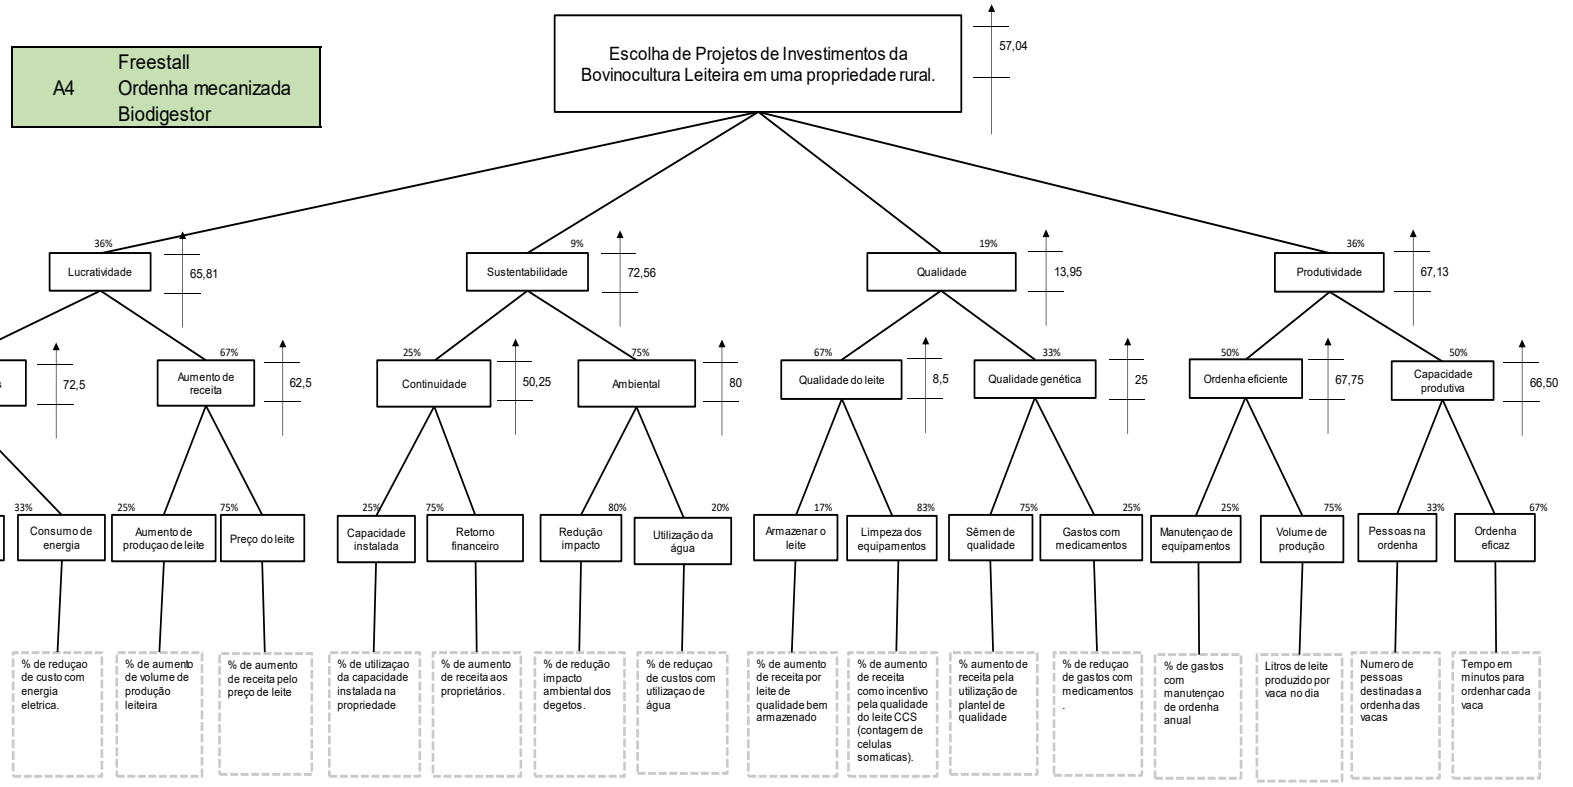 Freestall
A4
Ordenha mecanizada
Biodigestor
Escolha de Projetos de Investimentos da
Bovinocultura Leiteira em uma propriedade rural.
57,04
36%
Lucratividade
65,81
9%
Sustentabilidade
72,56
19%
Qualidade
13,95
36%
Produtividade
67,13
s
72,5
67%
Aumento de
receita
62,5
25%
Continuidade
50,25
75%
Ambiental
80
67%
Qualidade do leite
8,5
33%
Qualidade genética
25
50%
Ordenha eficiente
67,75
50%
Capacidade
produtiva
66,50
33%
Consumo de
energia
25%
Aumento de
produçao de leite
75%
Preço do leite
25%
Capacidade
instalada
75%
Retorno
financeiro
80%
Redução
impacto
20%
Utilização da
água
17%
Armazenar o
leite
83%
Limpeza dos
equipamentos
75%
Sêmen de
qualidade
25%
Gastos com
medicamentos
25%
Manutençao de
equipamentos
75%
Volume de
produção
33%
Pessoas na
ordenha
67%
Ordenha
eficaz
% de reduçao
de custo com
energia
eletrica.
% de aumento
de volume de
produção
leiteira
% de aumento
de receita pelo
preço de leite
% de utilizaçao
da capacidade
instalada na
propriedade
% de aumento
de receita aos
proprietários.
% de redução
impacto
ambiental dos
degetos.
% de reduçao
de custos com
utilizaçao de
água
% de aumento
de receita por
leite de
qualidade bem
armazenado
% de aumento
de receita
como incentivo
pela qualidade
do leite CCS
(contagem de
celulas
somaticas).
% aumento de
receita pela
utilização de
plantel de
qualidade
% de reduçao
de gastos com
medicamentos
.
% de gastos
com
manutençao
de ordenha
anual
Litros de leite
produzido por
vaca no dia
Numero de
pessoas
destinadas a
ordenha das
vacas
Tempo em
minutos para
ordenhar cada
vaca